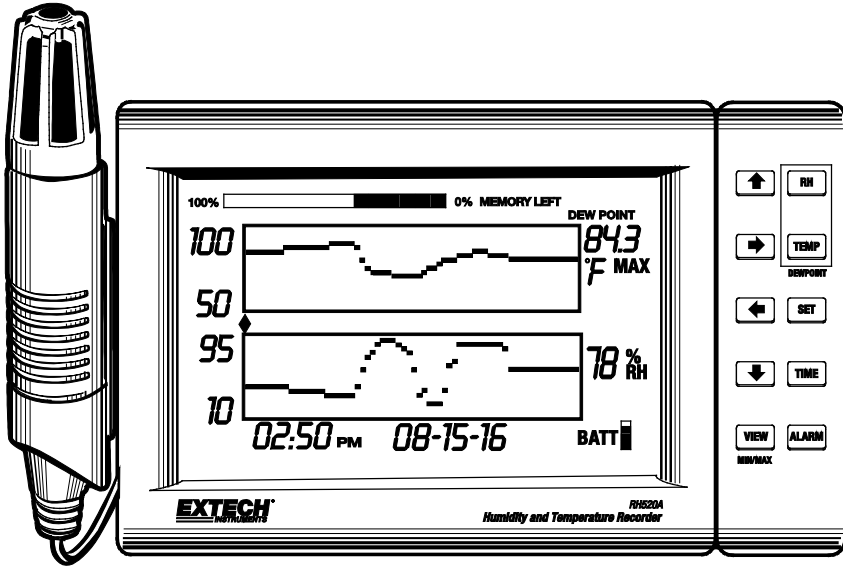 100% 0% MEMORY LEFT
DEW POINT
100 84.3
°F MAX
50
95 78 % RH
10
02:50 PM 08-15-16 BATT
EXTECH
INSTRUMENTS
RH520A
Humidity and Temperature Recorder
RH
TEMP
DEWPOINT
SET
TIME
VIEW ALARM
MIN/MAX